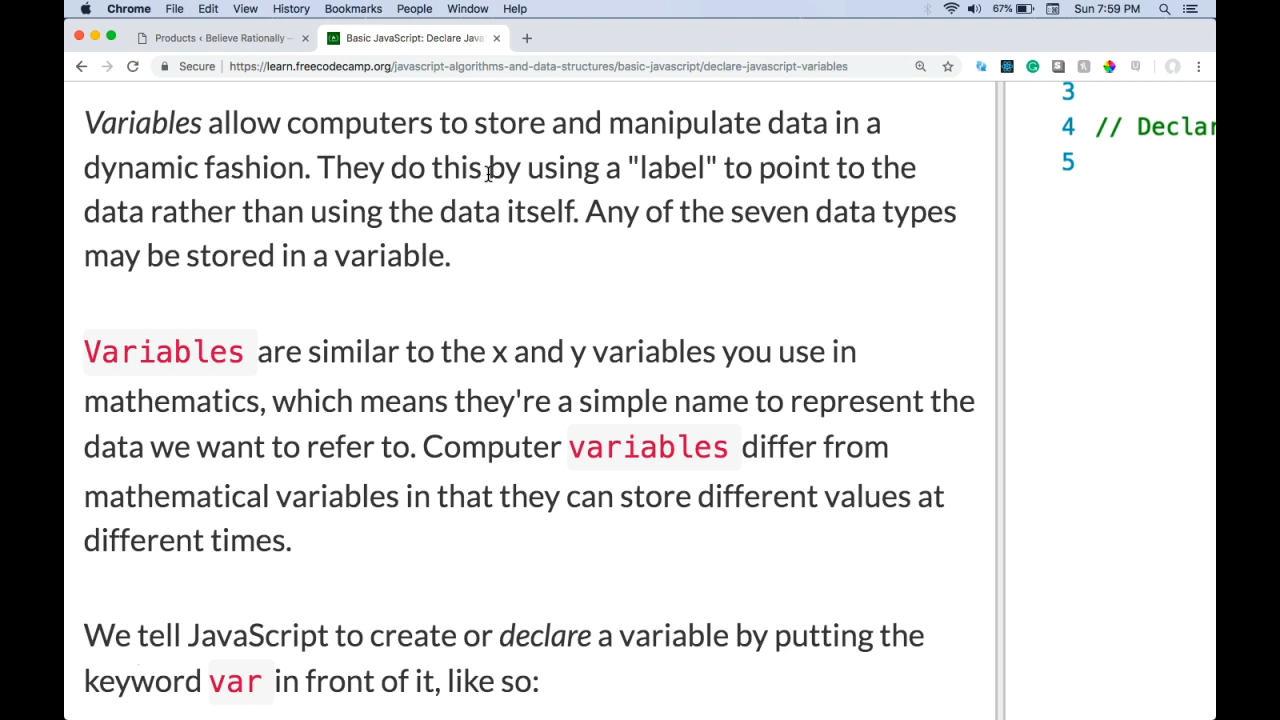 Chrome File Edit View History Bookmarks People Window Help 67% Sun 7:59 PM
Products ‹ Believe Rationally — Basic JavaScript: Declare Java
Secure https://learn.freecodecamp.org/javascript-algorithms-and-data-structures/basic-javascript/declare-javascript-variables
Variables allow computers to store and manipulate data in a
dynamic fashion. They do this by using a "label" to point to the
data rather than using the data itself. Any of the seven data types
may be stored in a variable.
Variables are similar to the x and y variables you use in
mathematics, which means they're a simple name to represent the
data we want to refer to. Computer variables differ from
mathematical variables in that they can store different values at
different times.
We tell JavaScript to create or declare a variable by putting the
keyword var in front of it, like so:
3
4 // Declar
5